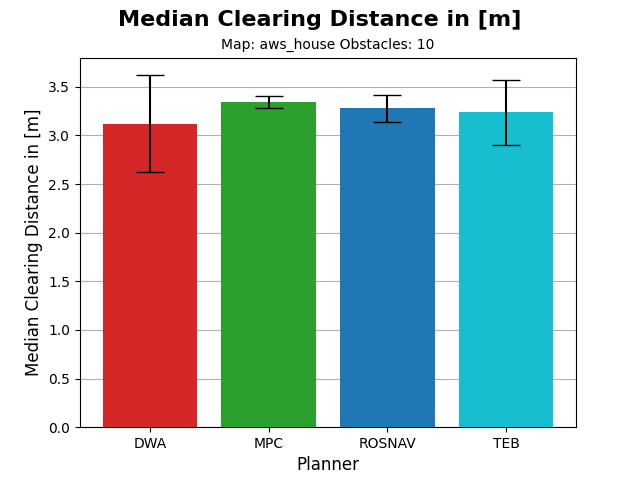 Median Clearing Distance in [m]
Map: aws_house Obstacles: 10
Median Clearing Distance in [m]
3.5
3.0
2.5
2.0
1.5
1.0
0.5
0.0
DWA MPC ROSNAV TEB
Planner